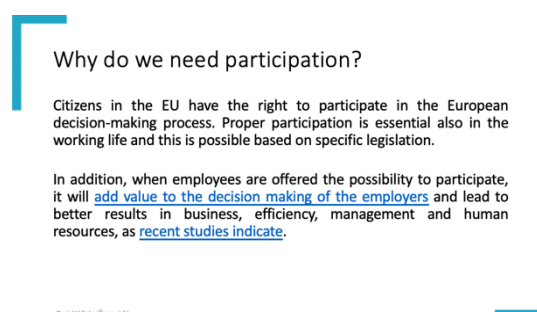 Why do we need participation?
Citizens in the EU have the right to participate in the European
decision-making process. Proper participation is essential also in the
working life and this is possible based on specific legislation.
In addition, when employees are offered the possibility to participate,
it will add value to the decision making of the employers and lead to
better results in business, efficiency, management and human
resources, as recent studies indicate.